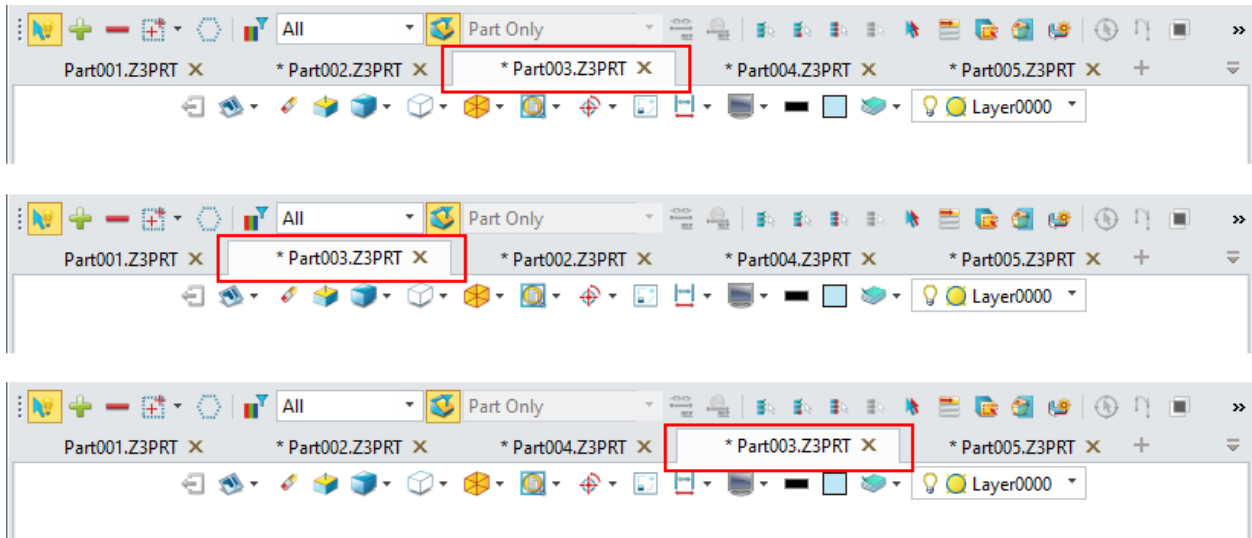 All Part Only »
Part001.Z3PRT X * Part002.Z3PRT X * Part003.Z3PRT X * Part004.Z3PRT X * Part005.Z3PRT X +
Layer0000
All Part Only »
Part001.Z3PRT X * Part003.Z3PRT X * Part002.Z3PRT X * Part004.Z3PRT X * Part005.Z3PRT X +
Layer0000
All Part Only »
Part001.Z3PRT X * Part002.Z3PRT X * Part004.Z3PRT X * Part003.Z3PRT X * Part005.Z3PRT X +
Layer0000